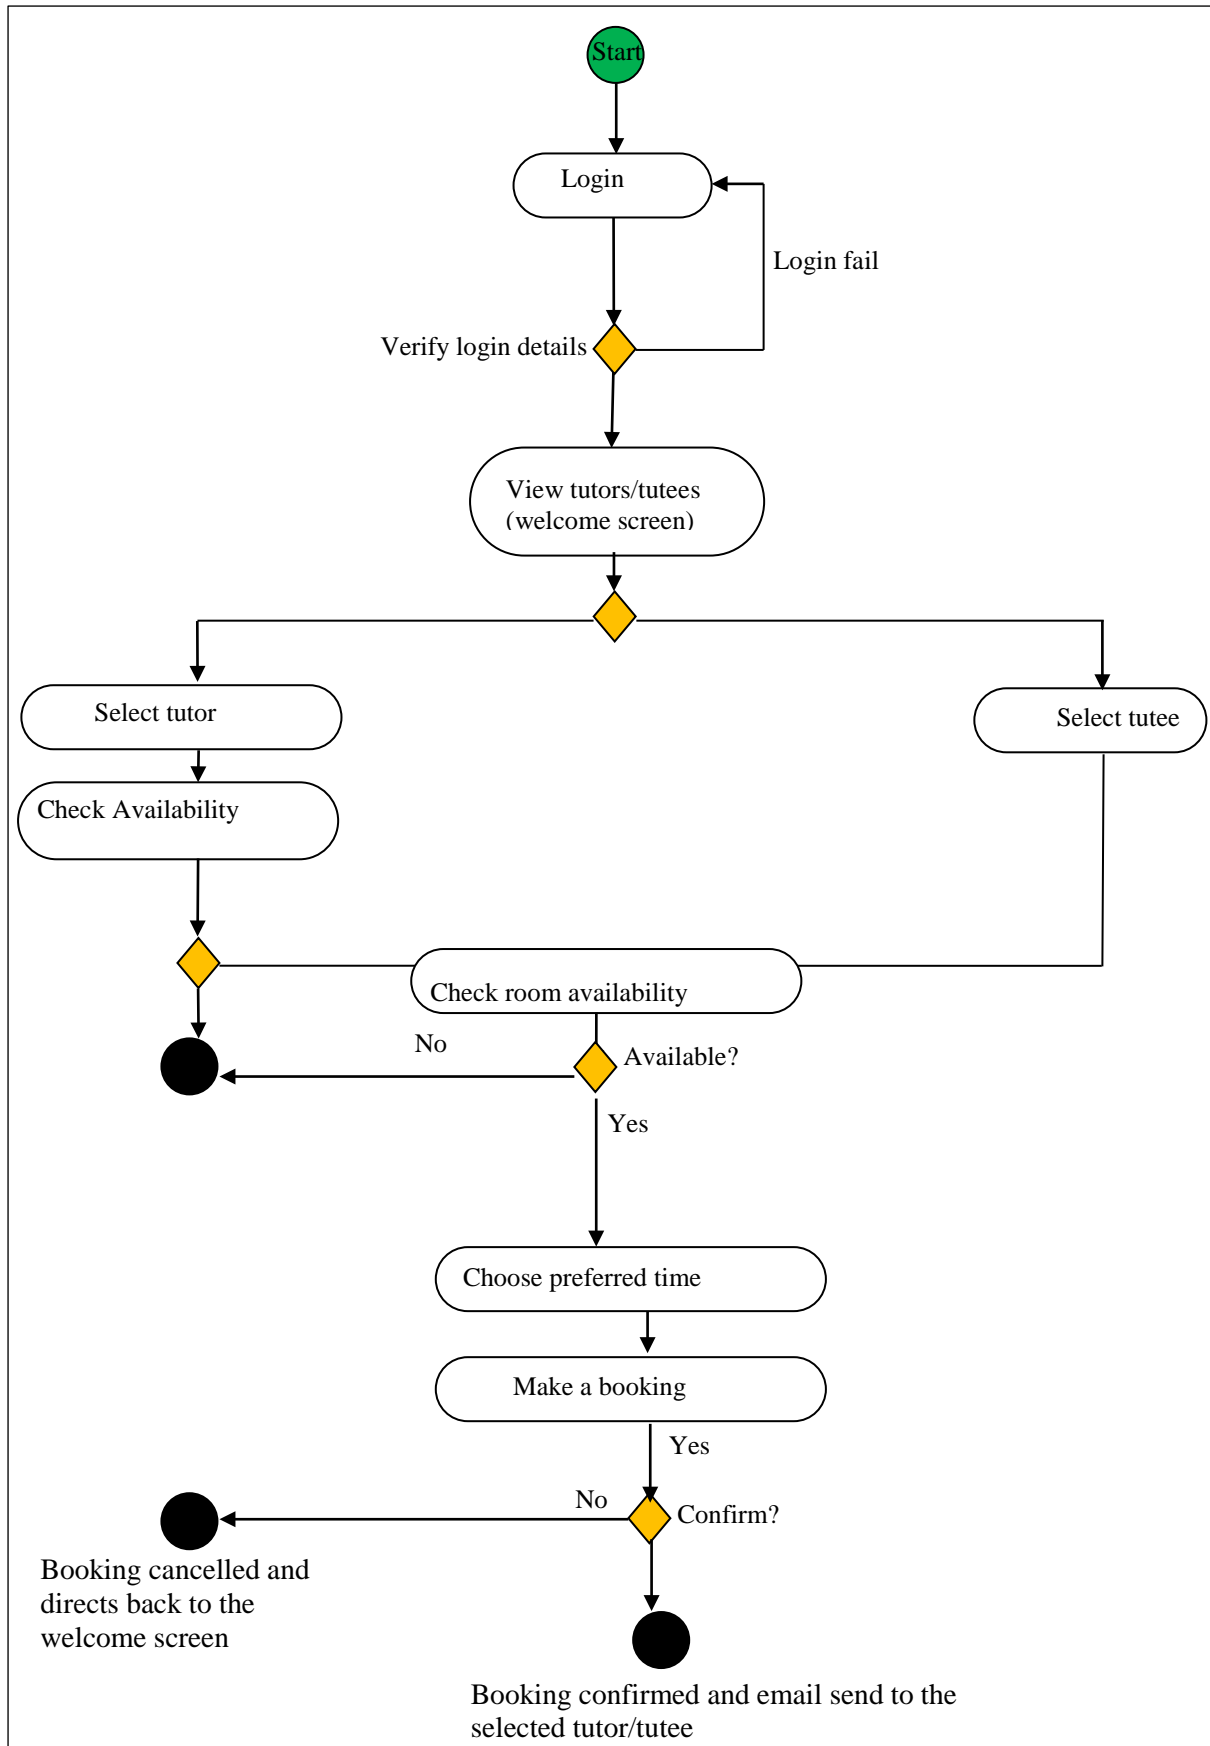 Start
Login
Login fail
Verify login details
View tutors/tutees
(welcome screen)
Select tutor
Select tutee
Check Availability
Check room availability
No
Available?
Yes
Choose preferred time
Make a booking
Yes
No
Confirm?
Booking cancelled and
directs back to the
welcome screen
Booking confirmed and email send to the
selected tutor/tutee